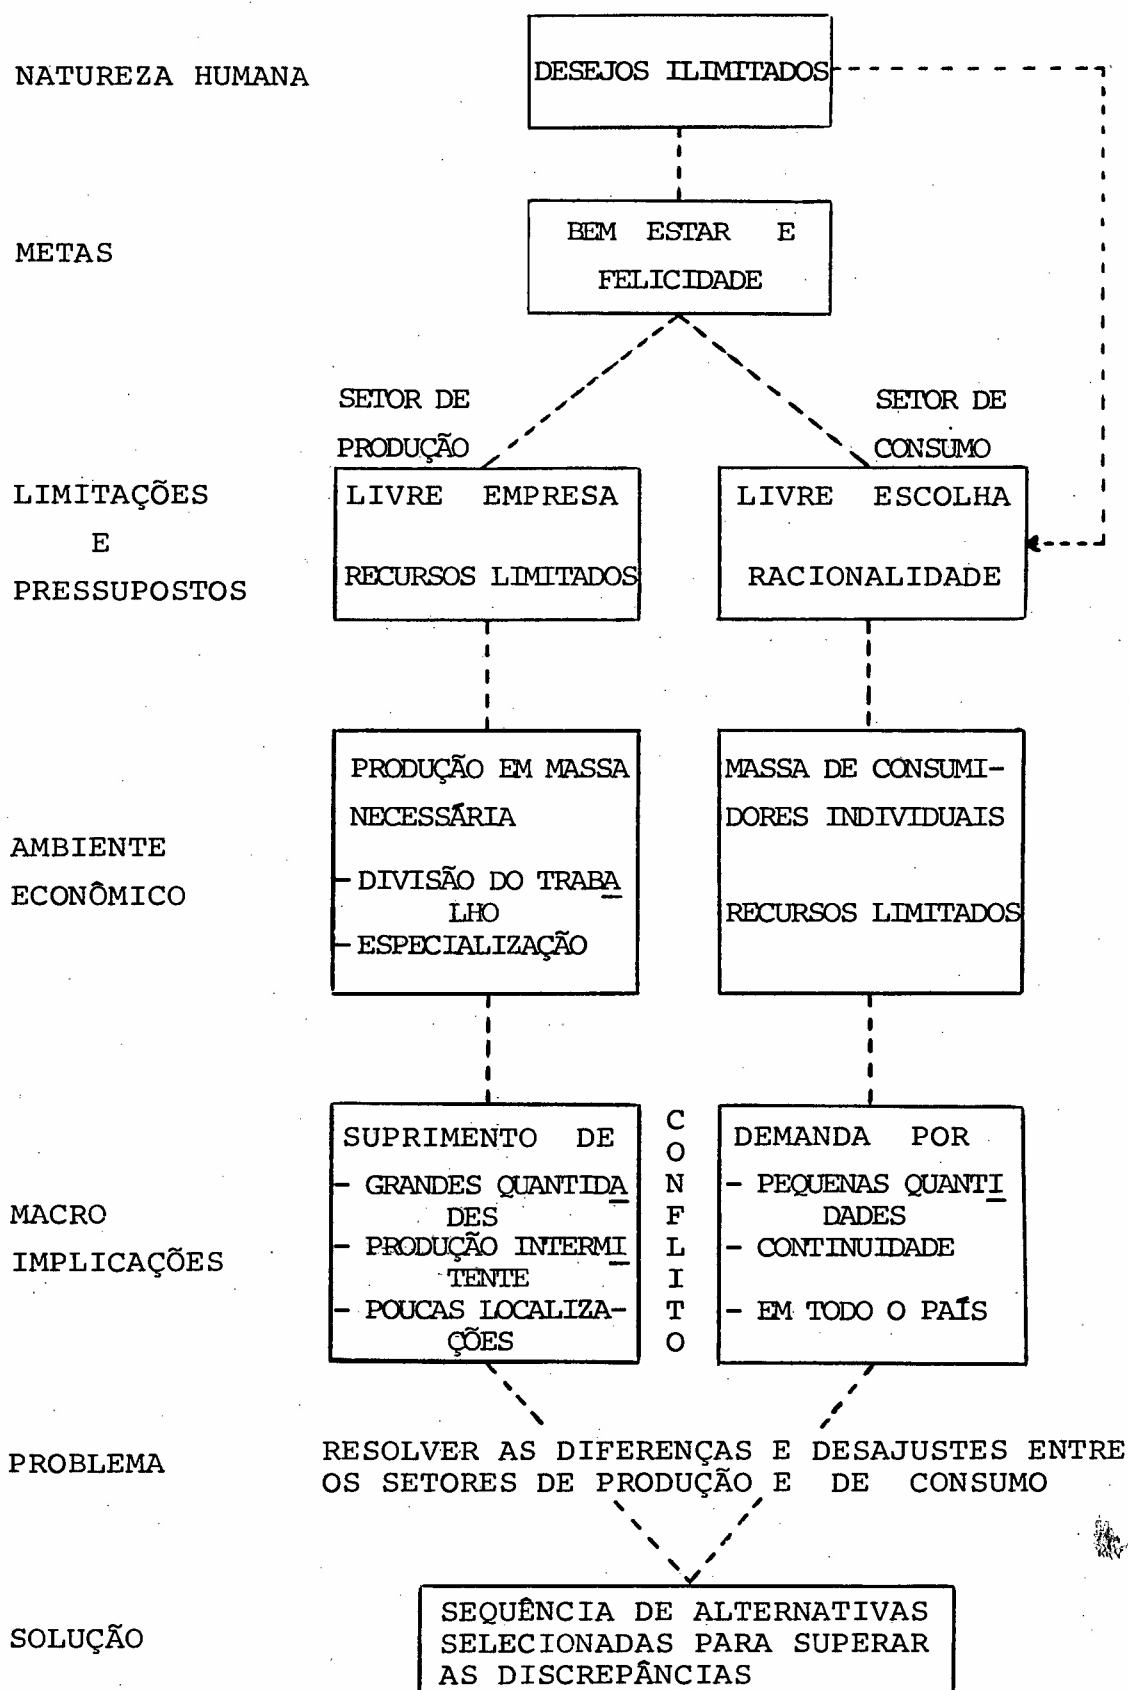 NATUREZA HUMANA
DESEJOS ILIMITADOS
METAS
BEM ESTAR E
FELICIDADE
SETOR DE
PRODUÇÃO
SETOR DE
CONSUMO
LIMITAÇÕES
E
PRESSUPOSTOS
LIVRE EMPRESA
RECURSOS LIMITADOS
LIVRE ESCOLHA
RACIONALIDADE
AMBIENTE
ECONÔMICO
PRODUÇÃO EM MASSA
NECESSÁRIA
- DIVISÃO DO TRABA
LHO
- ESPECIALIZAÇÃO
MASSA DE CONSUMI-
DORES INDIVIDUAIS
RECURSOS LIMITADOS
MACRO
IMPLICAÇÕES
SUPRIMENTO DE
- GRANDES QUANTIDA
DES
- PRODUÇÃO INTERMI
TENTE
- POUCAS LOCALIZA-
ÇÕES
C
O
N
F
L
I
T
O
DEMANDA POR
- PEQUENAS QUANTI
DADES
- CONTINUIDADE
- EM TODO O PAÍS
PROBLEMA
RESOLVER AS DIFERENÇAS E DESAJUSTES ENTRE
OS SETORES DE PRODUÇÃO E DE CONSUMO
SOLUÇÃO
SEQUÊNCIA DE ALTERNATIVAS
SELECIONADAS PARA SUPERAR
AS DISCREPÂNCIAS